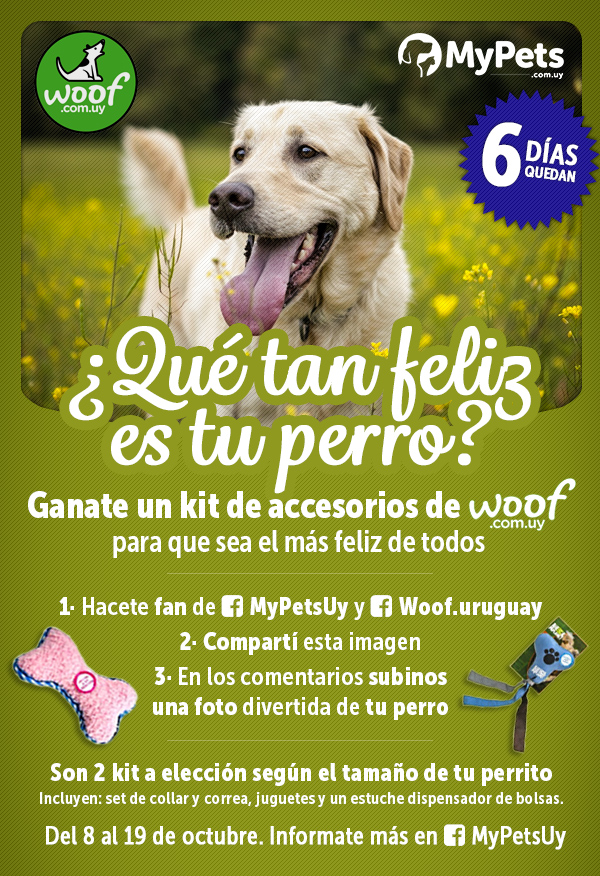 woof
.com.uy
MyPets
.com.uy
6 DÍAS
QUEDAN
¿Qué tan feliz
es tu perro?
Ganate un kit de accesorios de woof
.com.uy
para que sea el más feliz de todos
1· Hacete fan de MyPetsUy y Woof.uruguay
2· Compartí esta imagen
3· En los comentarios subinos
una foto divertida de tu perro
Son 2 kit a elección según el tamaño de tu perrito
Incluyen: set de collar y correa, juguetes y un estuche dispensador de bolsas.
Del 8 al 19 de octubre. Informate más en MyPetsUy